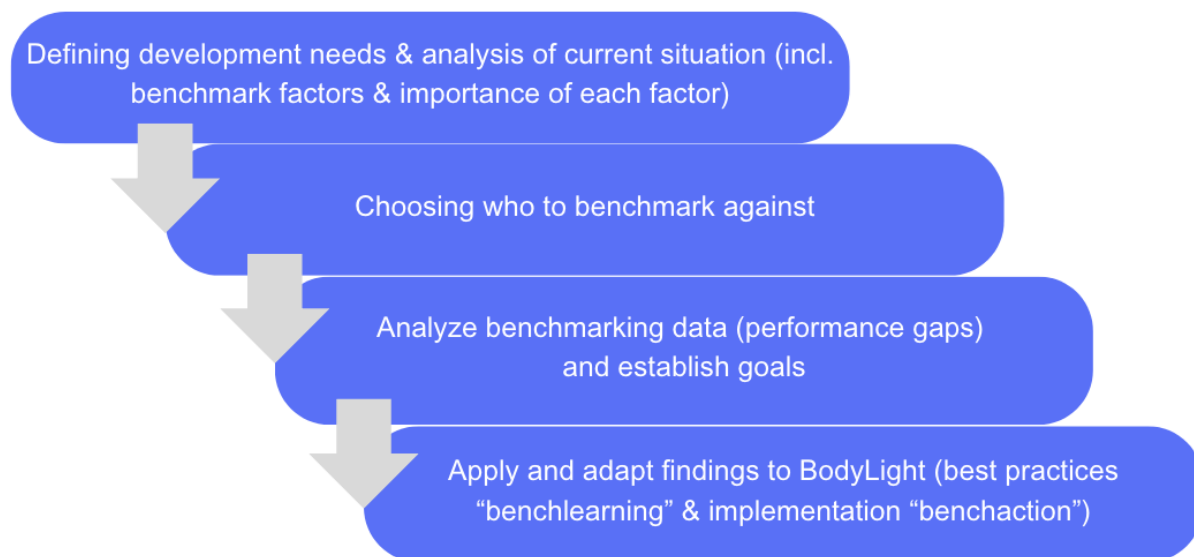 Defining development needs & analysis of current situation (incl.
benchmark factors & importance of each factor)
Choosing who to benchmark against
Analyze benchmarking data (performance gaps)
and establish goals
Apply and adapt findings to BodyLight (best practices
“benchlearning” & implementation “benchaction”)